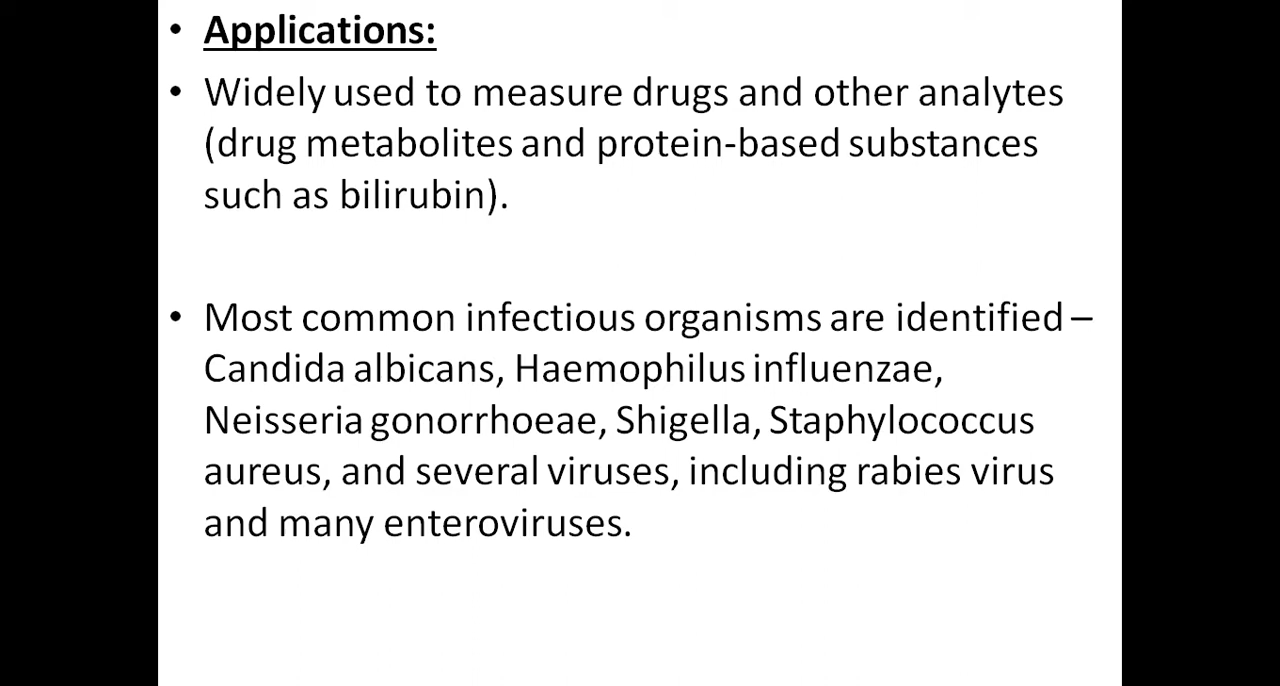 • Applications:
• Widely used to measure drugs and other analytes
(drug metabolites and protein-based substances
such as bilirubin).
• Most common infectious organisms are identified –
Candida albicans, Haemophilus influenzae,
Neisseria gonorrhoeae, Shigella, Staphylococcus
aureus, and several viruses, including rabies virus
and many enteroviruses.